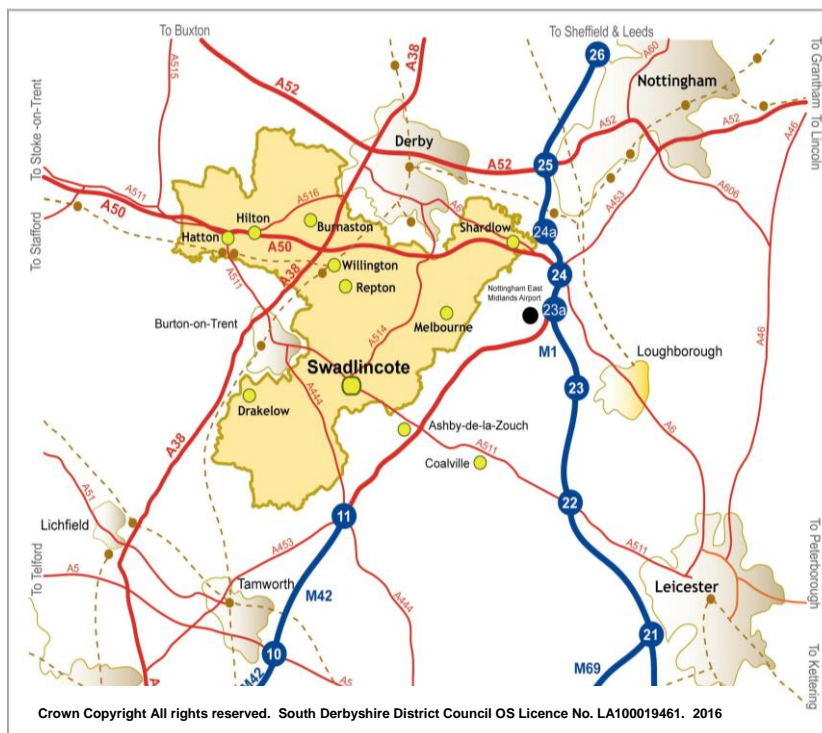 To Buxton
To Sheffield & Leeds
To Grantham
To Lincoln
To Stoke -on-Trent
To Stafford
To Telford
To Peterborough
To Kettering
A38
26
A60
A515
A52
Nottingham
A46
Derby
A52
A52
A52
25
A511
A516
A6
A453
A606
A50
Hilton
Burnaston
Shardlow
24a
Hatton
A50
A38
Willington
24
A511
Repton
Nottingham East
Midlands Airport
23a
Burton-on-Trent
Melbourne
A514
M1
A46
Loughborough
Swadlincote
23
A444
Drakelow
A38
Ashby-de-la-Zouch
A6
Coalville
A511
A51
11
22
Lichfield
A453
A511
A5
Tamworth
M42
A444
Leicester
10
21
A5
M69
M42
A
Crown Copyright All rights reserved. South Derbyshire District Council OS Licence No. LA100019461. 2016